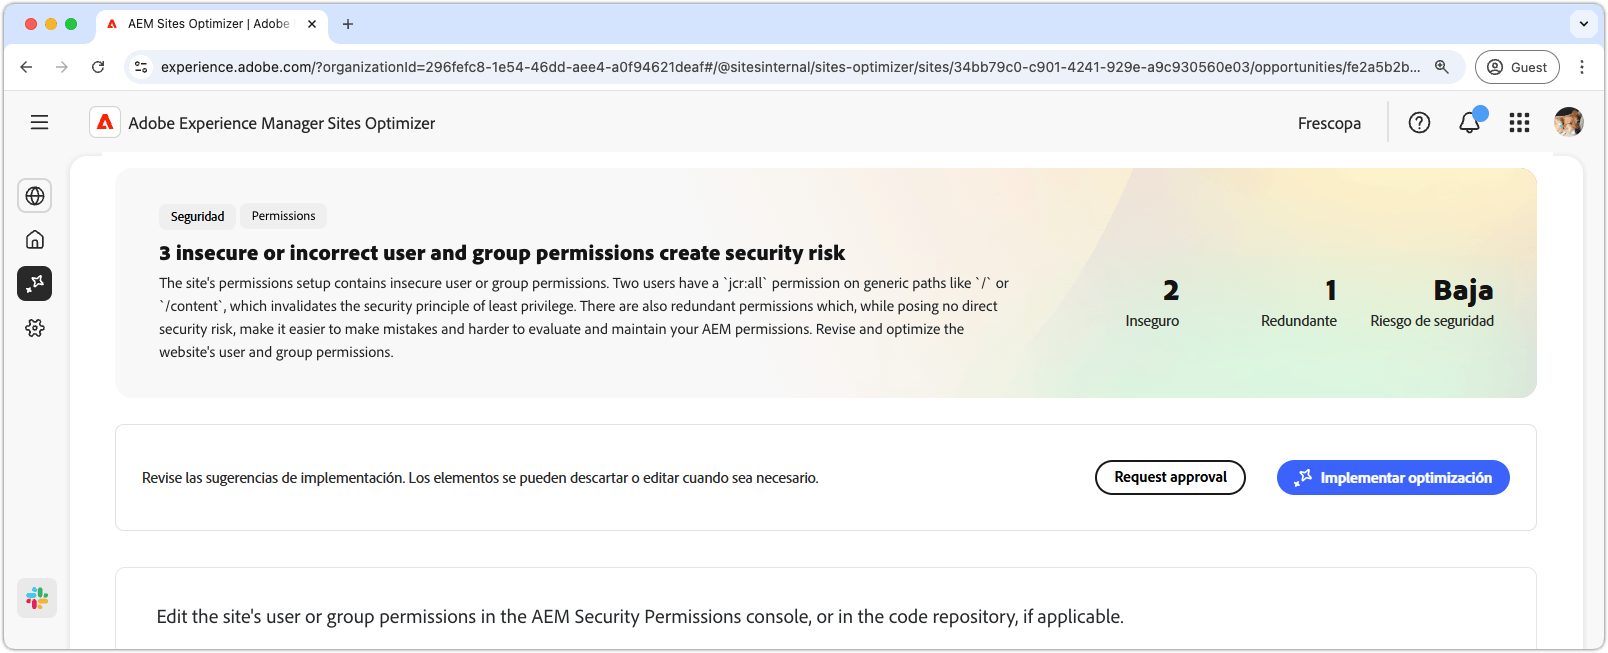 AEM Sites Optimizer | Adobe
experience.adobe.com/?organizationId=296fefc8-1e54-46dd-aee4-a0f94621deaf#/@sitesinternal/sites-optimizer/sites/34bb79c0-c901-4241-929e-a9c930560e03/opportunities/fe2a5b2b...
Guest
Adobe Experience Manager Sites Optimizer
Frescopa
Seguridad
Permissions
3 insecure or incorrect user and group permissions create security risk
The site's permissions setup contains insecure user or group permissions. Two users have a `jcr:all` permission on generic paths like `/` or
`/content`, which invalidates the security principle of least privilege. There are also redundant permissions which, while posing no direct
security risk, make it easier to make mistakes and harder to evaluate and maintain your AEM permissions. Revise and optimize the
website's user and group permissions.
2
Inseguro
1
Redundante
Baja
Riesgo de seguridad
Revise las sugerencias de implementación. Los elementos se pueden descartar o editar cuando sea necesario.
Request approval
Implementar optimización
Edit the site's user or group permissions in the AEM Security Permissions console, or in the code repository, if applicable.